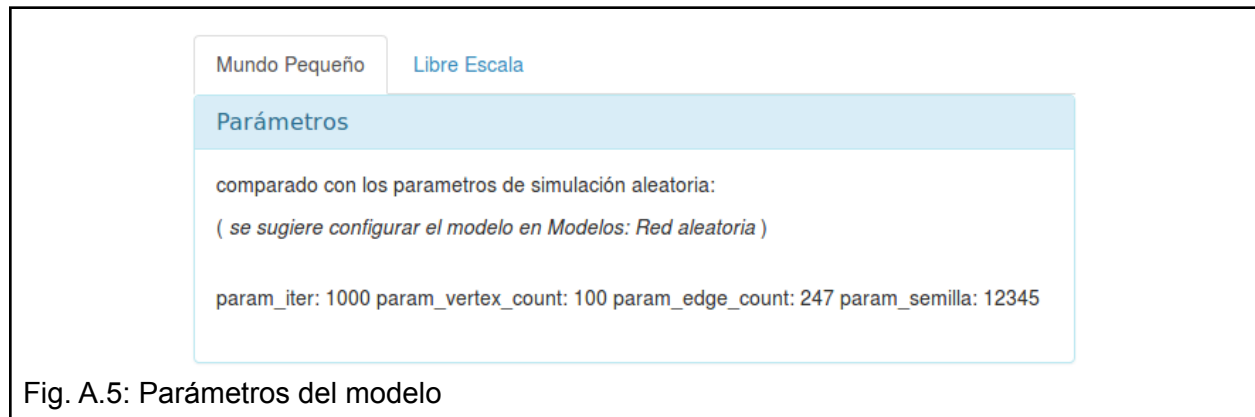 Mundo Pequeño Libre Escala
Parámetros
comparado con los parametros de simulación aleatoria:
( se sugiere configurar el modelo en Modelos: Red aleatoria )
param_iter: 1000 param_vertex_count: 100 param_edge_count: 247 param_semilla: 12345
Fig. A.5: Parámetros del modelo